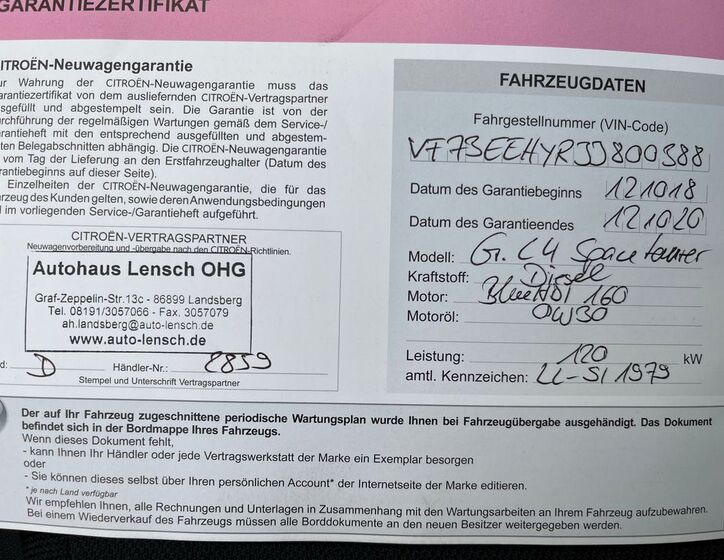 GARANTIEZERTIFIKAT
ITROËN-Neuwagengarantie
ur Wahrung der CITROËN-Neuwagengarantie muss das
arantiezertifikat von dem ausliefernden CITROËN-Vertragspartner
sgefüllt und abgestempelt sein. Die Garantie ist von der
rchführung der regelmäßigen Wartungen gemäß dem Service-/
rantieheft mit den entsprechend ausgefüllten und abgestem-
ten Belegabschnitten abhängig. Die CITROËN-Neuwagengarantie
vom Tag der Lieferung an den Erstfahrzeughalter (Datum des
rantiebeginns auf dieser Seite).
Einzelheiten der CITROËN-Neuwagengarantie, die für das
rzeug des Kunden gelten, sowie deren Anwendungsbedingungen
im vorliegenden Service-/Garantieheft aufgeführt.
CITROËN-VERTRAGSPARTNER
Neuwagenvorbereitung und -übergabe nach den CITROËN-Richtlinien.
Autohaus Lensch OHG
Graf-Zeppelin-Str.13c - 86899 Landsberg
Tel. 08191/3057066 - Fax. 3057079
ah.landsberg@auto-lensch.de
www.auto-lensch.de
d: D Händler-Nr.: 2859
Stempel und Unterschrift Vertragspartner
FAHRZEUGDATEN
Fahrgestellnummer (VIN-Code)
VF73EEHYRJJ800388
Datum des Garantiebeginns 121018
Datum des Garantieendes 121020
Modell: Gr. C4 Spacetourer
Kraftstoff: Diesel
Motor: BlueHDI 160
Motoröl: 0W30
Leistung: 120 kW
amtl. Kennzeichen: LL-SI 1979
Der auf Ihr Fahrzeug zugeschnittene periodische Wartungsplan wurde Ihnen bei Fahrzeugübergabe ausgehändigt. Das Dokument
befindet sich in der Bordmappe Ihres Fahrzeugs.
Wenn dieses Dokument fehlt,
- kann Ihnen Ihr Händler oder jede Vertragswerkstatt der Marke ein Exemplar besorgen
oder
- Sie können dieses selbst über Ihren persönlichen Account* der Internetseite der Marke editieren.
* je nach Land verfügbar
Wir empfehlen Ihnen, alle Rechnungen und Unterlagen in Zusammenhang mit den Wartungsarbeiten an Ihrem Fahrzeug aufzubewahren.
Bei einem Wiederverkauf des Fahrzeugs müssen alle Borddokumente an den neuen Besitzer weitergegeben werden.